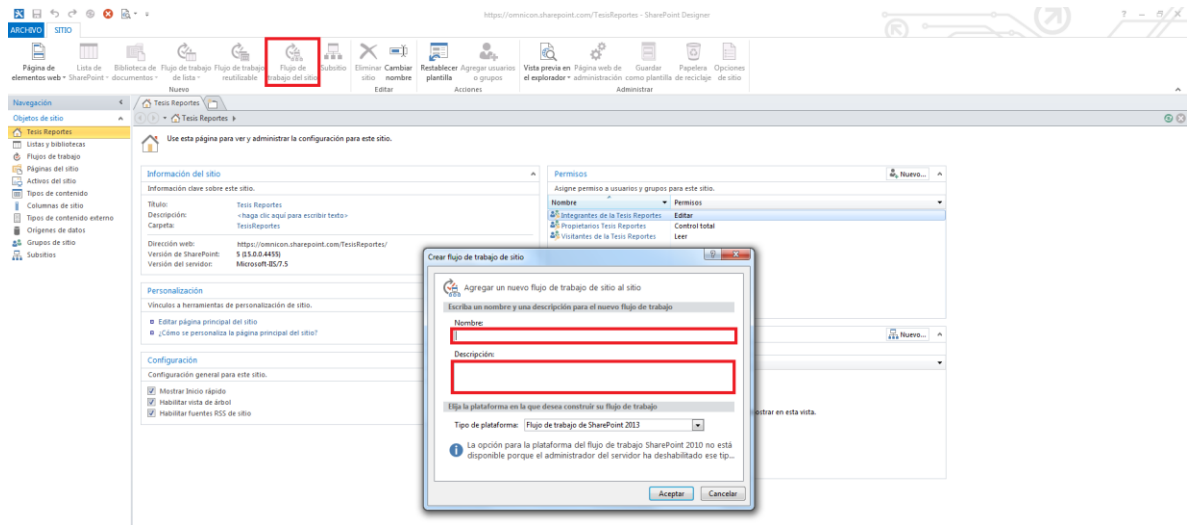 https://omnicon.sharepoint.com/TesisReportes/ - SharePoint Designer
ARCHIVO SITIO
Página de elementos web
Lista de SharePoint
Biblioteca de documentos
Flujo de trabajo de lista
Flujo de trabajo reutilizable
Flujo de trabajo del sitio
Subsitio
Eliminar sitio
Cambiar nombre
Restablecer plantilla
Agregar usuarios o grupos
Vista previa en el explorador
Página web de administración
Guardar como plantilla
Papelera de reciclaje
Opciones de sitio
Nuevo Editar Acciones Administrar
Navegación
Objetos de sitio
Tesis Reportes
Listas y bibliotecas
Flujos de trabajo
Páginas del sitio
Activos del sitio
Tipos de contenido
Columnas de sitio
Tipos de contenido externo
Orígenes de datos
Grupos de sitio
Subsitios
Tesis Reportes
Tesis Reportes
Use esta página para ver y administrar la configuración para este sitio.
Información del sitio
Información clave sobre este sitio.
Título: Tesis Reportes
Descripción: <haga clic aquí para escribir texto>
Carpeta: TesisReportes
Dirección web: https://omnicon.sharepoint.com/TesisReportes/
Versión de SharePoint: 5 (15.0.0.4455)
Versión del servidor: Microsoft-IIS/7.5
Personalización
Vínculos a herramientas de personalización de sitio.
Editar página principal del sitio
¿Cómo se personaliza la página principal del sitio?
Configuración
Configuración general para este sitio.
Mostrar Inicio rápido
Habilitar vista de árbol
Habilitar fuentes RSS de sitio
Permisos
Nuevo...
Asigne permiso a usuarios y grupos para este sitio.
Nombre Permisos
Integrantes de la Tesis Reportes Editar
Propietarios Tesis Reportes Control total
Visitantes de la Tesis Reportes Leer
Nuevo...
ostrar en esta vista.
Crear flujo de trabajo de sitio
Agregar un nuevo flujo de trabajo de sitio al sitio
Escriba un nombre y una descripción para el nuevo flujo de trabajo
Nombre:
Descripción:
Elija la plataforma en la que desea construir su flujo de trabajo
Tipo de plataforma: Flujo de trabajo de SharePoint 2013
La opción para la plataforma del flujo de trabajo SharePoint 2010 no está
disponible porque el administrador del servidor ha deshabilitado ese tip...
Aceptar Cancelar